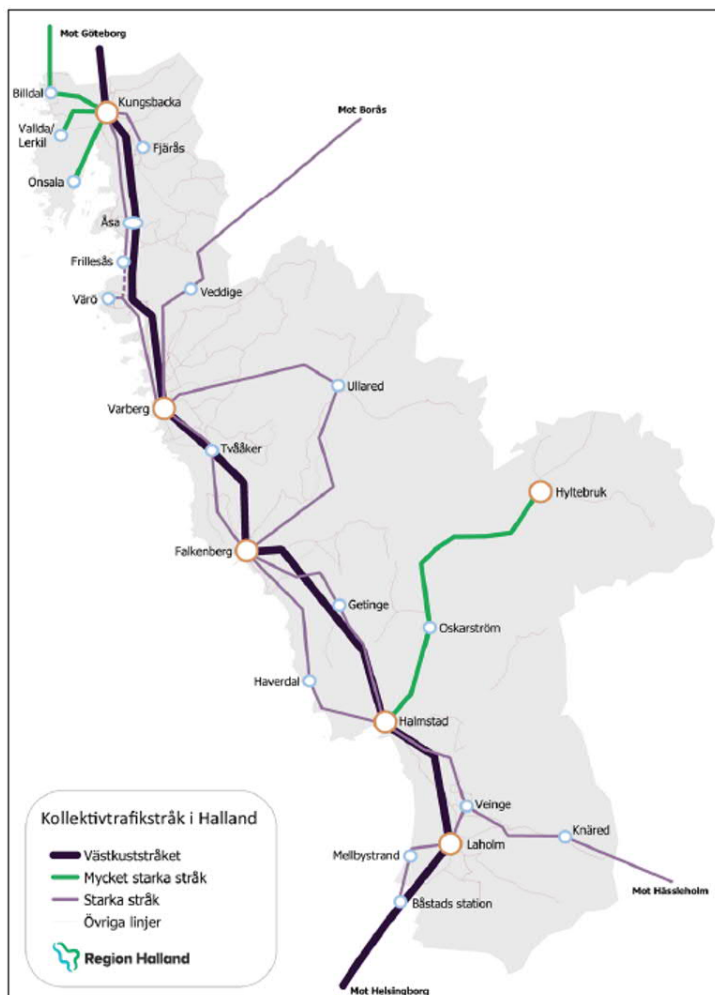 Mot Göteborg
Billdal
Kungsbacka
Mot Borås
Vallda/
Lerkil
Fjärås
Onsala
Åsa
Frillesås
Värö
Veddige
Ullared
Varberg
Tvååker
Hyltebruk
Falkenberg
Getinge
Oskarström
Haverdal
Halmstad
Veinge
Knäred
Laholm
Mellbystrand
Mot Hässleholm
Båstads station
Mot Helsingborg
Kollektivtrafikstråk i Halland
Västkuststråket
Mycket starka stråk
Starka stråk
Övriga linjer
Region Halland